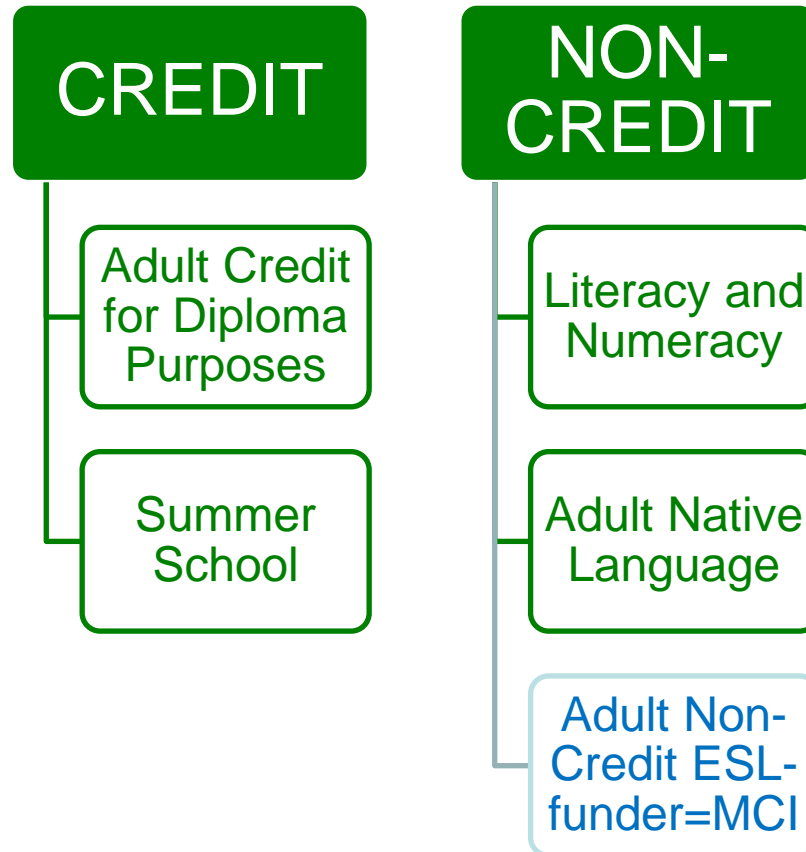 CREDIT
Adult Credit
for Diploma
Purposes
Summer
School
NON-
CREDIT
Literacy and
Numeracy
Adult Native
Language
Adult Non-
Credit ESL-
funder=MCI